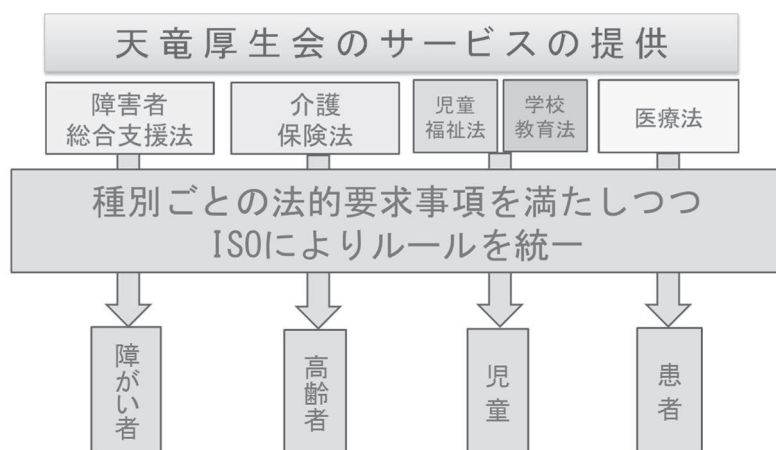 天竜厚生会のサービスの提供
障害者
総合支援法
介護
保険法
児童
福祉法
学校
教育法
医療法
種別ごとの法的要求事項を満たしつつ
ISOによりルールを統一
障がい者
高齢者
児童
患者